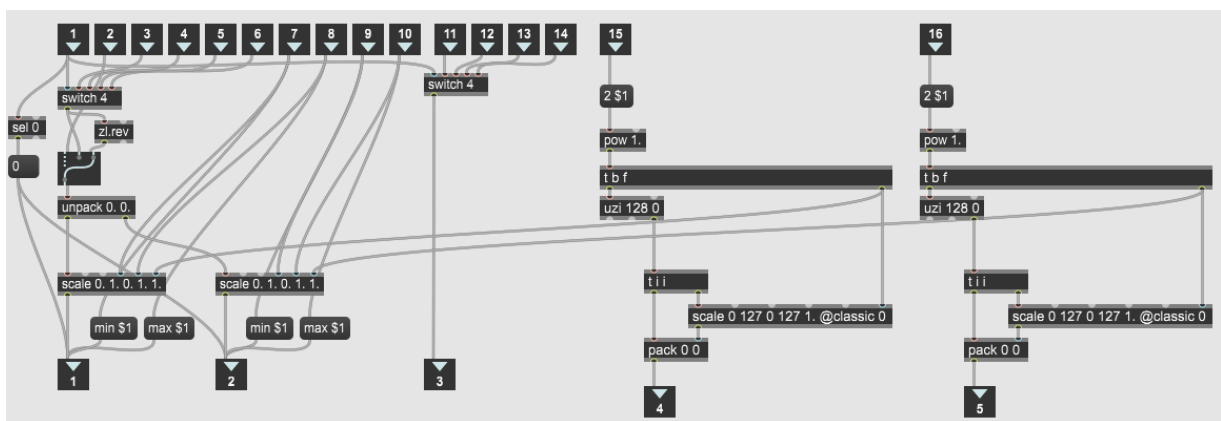 1 2 3 4 5 6 7 8 9 10 11 12 13 14 15 16
switch 4
switch 4
2 $1
2 $1
sel 0
zl.rev
pow 1.
pow 1.
0
t b f
t b f
unpack 0. 0.
uzi 128 0
uzi 128 0
scale 0. 1. 0. 1. 1.
scale 0. 1. 0. 1. 1.
t i i
t i i
min $1
max $1
min $1
max $1
scale 0 127 0 127 1. @classic 0
scale 0 127 0 127 1. @classic 0
pack 0 0
pack 0 0
1
2
3
4
5